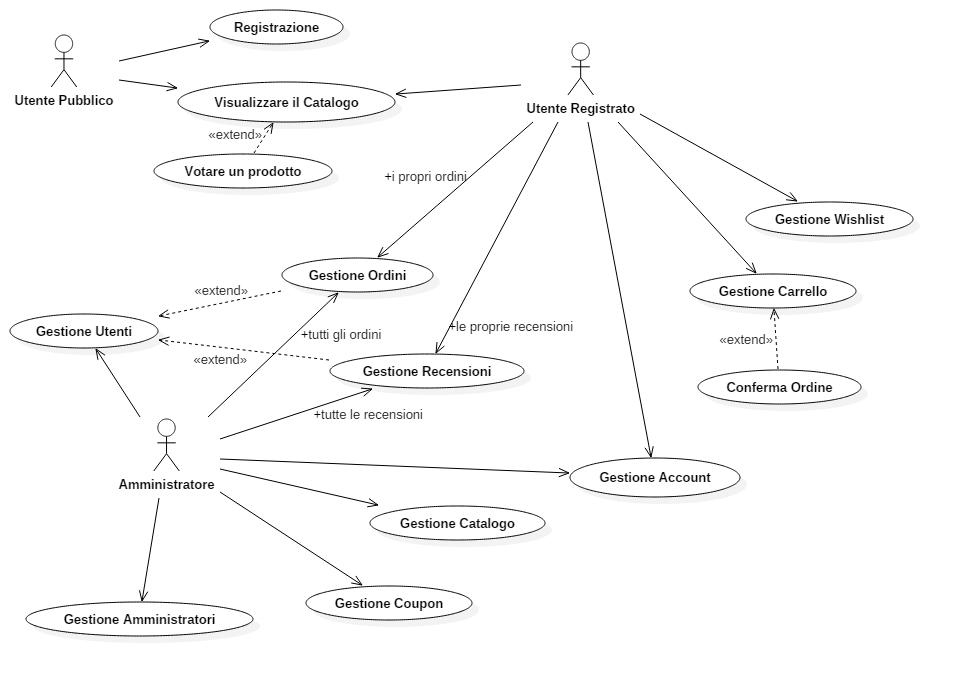 Registrazione
Utente Pubblico
Visualizzare il Catalogo
Utente Registrato
«extend»
Votare un prodotto
+i propri ordini
Gestione Wishlist
Gestione Ordini
«extend»
Gestione Carrello
Gestione Utenti
+tutti gli ordini
+le proprie recensioni
«extend»
«extend»
Gestione Recensioni
Conferma Ordine
+tutte le recensioni
Amministratore
Gestione Account
Gestione Catalogo
Gestione Coupon
Gestione Amministratori